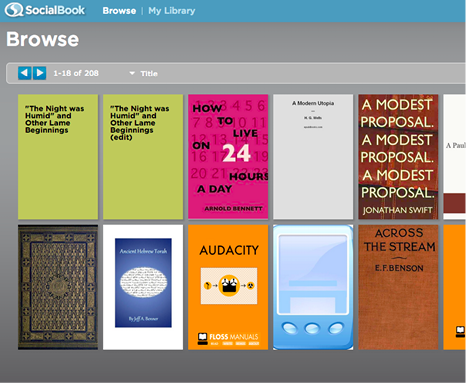 SocialBook
Browse | My Library
Browse
1-18 of 208
Title
"The Night was
Humid" and
Other Lame
Beginnings
"The Night was
Humid" and
Other Lame
Beginnings
(edit)
HOW
TO
LIVE
ON 24
HOURS
A DAY
ARNOLD BENNETT
A Modern Utopia
H. G. Wells
A MODEST
PROPOSAL.
A MODEST
PROPOSAL.
A MODEST
PROPOSAL.
JONATHAN SWIFT
A Pau
Ancient Hebrew Torah
By Jeff A. Benner
AUDACITY
FLOSS MANUALS
ACROSS
THE STREAM
E.F.BENSON